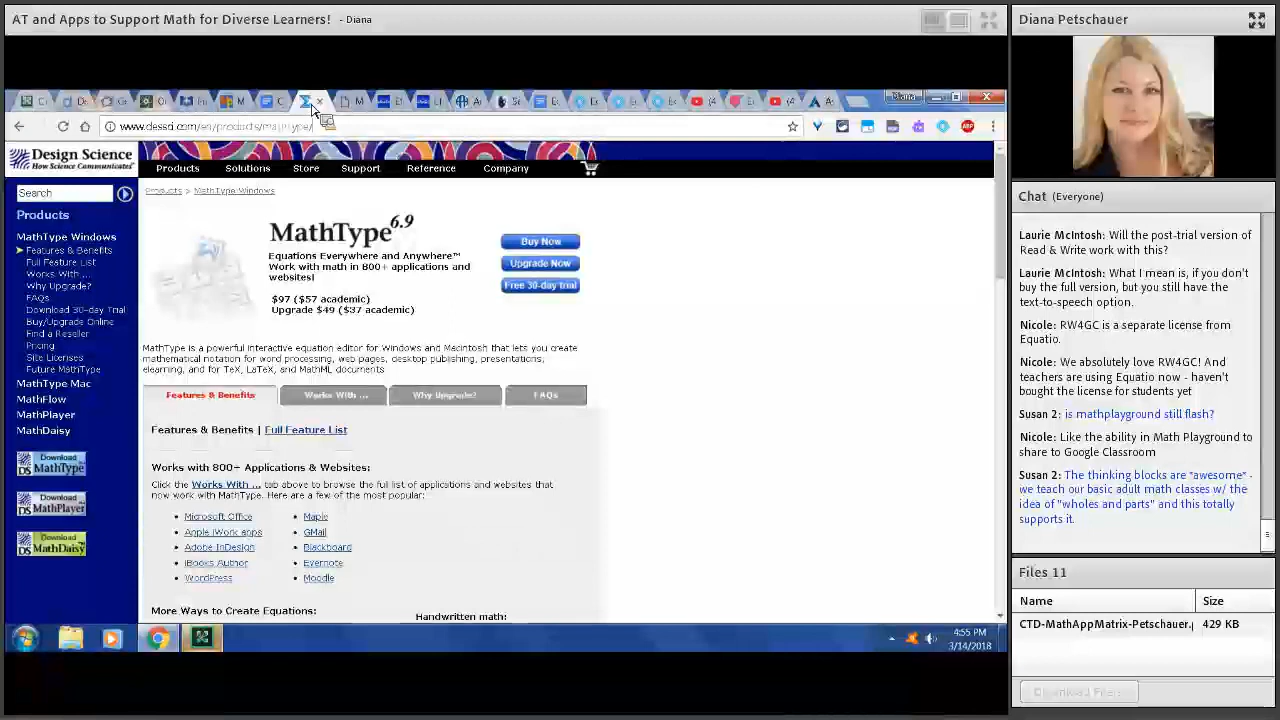 AT and Apps to Support Math for Diverse Learners! - Diana
Diana
www.dessci.com/en/products/mathtype/
Design Science
How Science Communicates
Products Solutions Store Support Reference Company
Search
Products > MathType Windows
Products
MathType Windows
Features & Benefits
Full Feature List
Works With ...
Why Upgrade?
FAQs
Download 30-day Trial
Buy/Upgrade Online
Find a Reseller
Pricing
Site Licenses
Future MathType
MathType Mac
MathFlow
MathPlayer
MathDaisy
Download MathType
Download MathPlayer
Download MathDaisy
MathType 6.9
Equations Everywhere and Anywhere™
Work with math in 800+ applications and
websites!
$97 ($57 academic)
Upgrade $49 ($37 academic)
Buy Now
Upgrade Now
Free 30-day trial
MathType is a powerful interactive equation editor for Windows and Macintosh that lets you create
mathematical notation for word processing, web pages, desktop publishing, presentations,
elearning, and for TeX, LaTeX, and MathML documents.
Features & Benefits Works With ... Why Upgrade? FAQs
Features & Benefits | Full Feature List
Works with 800+ Applications & Websites:
Click the Works With ... tab above to browse the full list of applications and websites that
now work with MathType. Here are a few of the most popular:
• Microsoft Office
• Apple iWork apps
• Adobe InDesign
• iBooks Author
• WordPress
• Maple
• GMail
• Blackboard
• Evernote
• Moodle
More Ways to Create Equations:
Handwritten math:
4:55 PM
3/14/2018
Diana Petschauer
Chat (Everyone)
Laurie McIntosh: Will the post-trial version of
Read & Write work with this?
Laurie McIntosh: What I mean is, if you don't
buy the full version, but you still have the
text-to-speech option.
Nicole: RW4GC is a separate license from
Equatio.
Nicole: We absolutely love RW4GC! And
teachers are using Equatio now - haven't
bought the license for students yet
Susan 2: is mathplayground still flash?
Nicole: Like the ability in Math Playground to
share to Google Classroom
Susan 2: The thinking blocks are *awesome* -
we teach our basic adult math classes w/ the
idea of "wholes and parts" and this totally
supports it.
Files 11
Name Size
CTD-MathAppMatrix-Petschauer.p 429 KB
Download Files